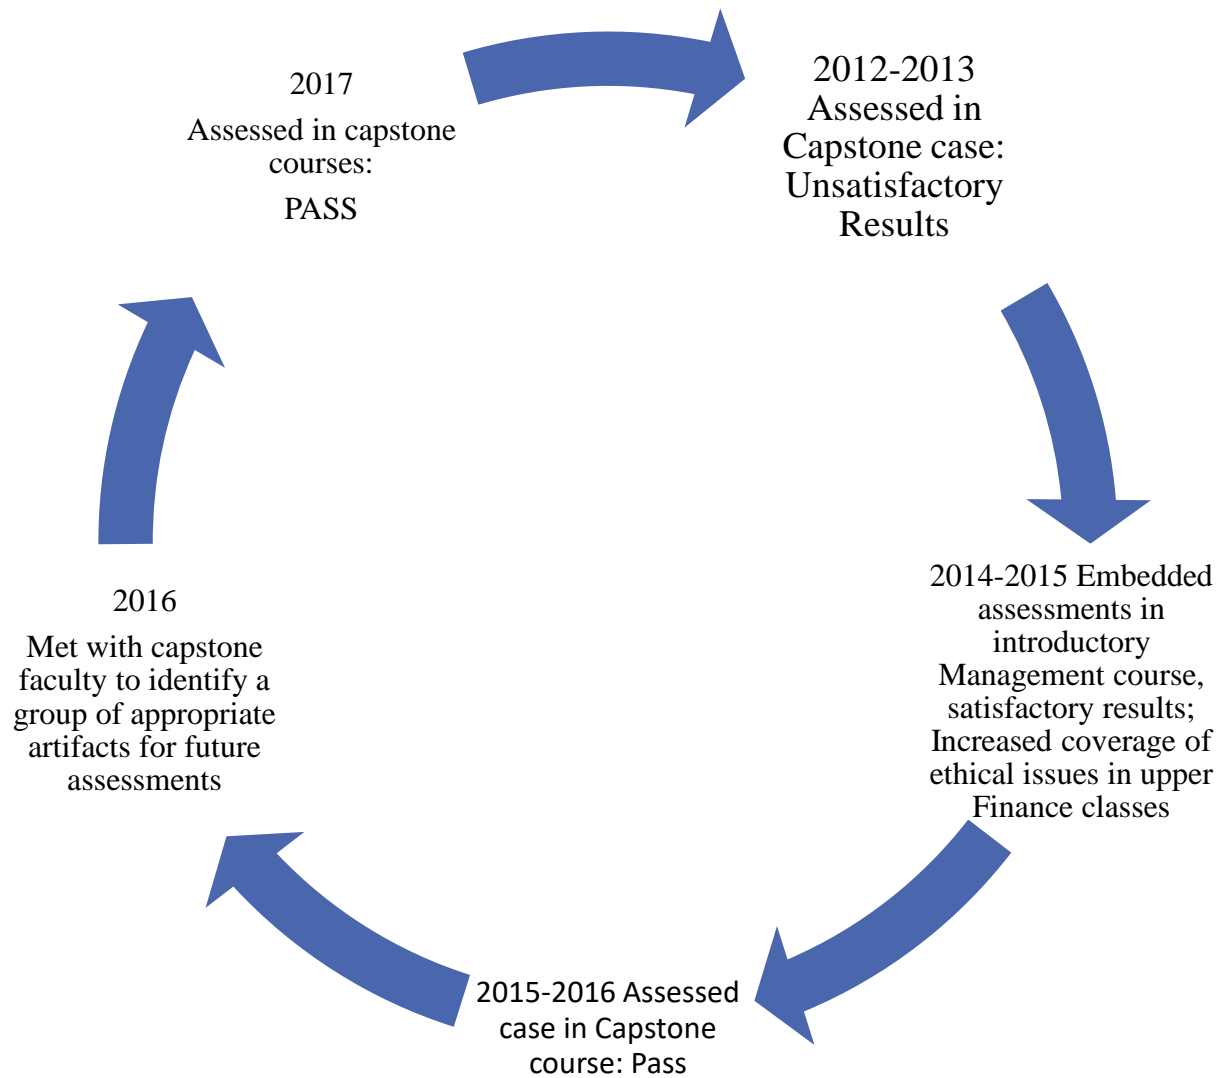 2012-2013
Assessed in
Capstone case:
Unsatisfactory
Results
2014-2015 Embedded
assessments in
introductory
Management course,
satisfactory results;
Increased coverage of
ethical issues in upper
Finance classes
2015-2016 Assessed
case in Capstone
course: Pass
2016
Met with capstone
faculty to identify a
group of appropriate
artifacts for future
assessments
2017
Assessed in capstone
courses:
PASS